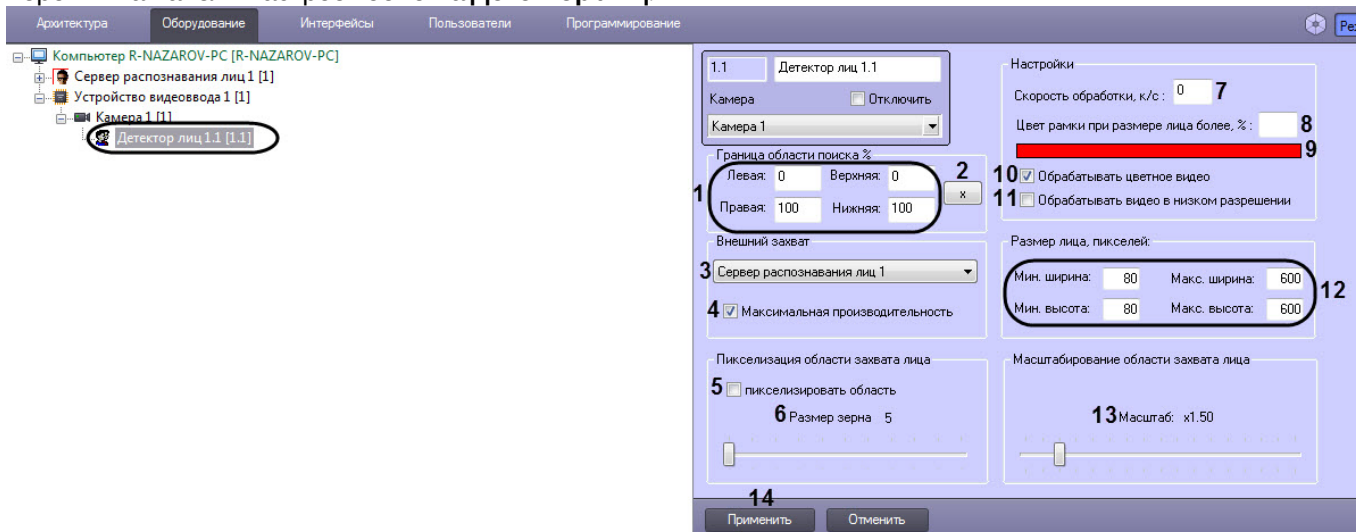 Архитектура Оборудование Интерфейсы Пользователи Программирование
Компьютер R-NAZAROV-PC [R-NAZAROV-PC]
Сервер распознавания лиц 1 [1]
Устройство видеоввода 1 [1]
Камера 1 [1]
Детектор лиц 1.1 [1.1]
1.1 Детектор лиц 1.1
Камера Отключить
Камера 1
Граница области поиска %
1
Левая: 0 Верхняя: 0
Правая: 100 Нижняя: 100
2
x
Внешний захват
3 Сервер распознавания лиц 1
4 Максимальная производительность
Пикселизация области захвата лица
5 пикселизировать область
6 Размер зерна 5
Настройки
Скорость обработки, к/с : 0 7
Цвет рамки при размере лица более, % : 8
9
10 Обрабатывать цветное видео
11 Обрабатывать видео в низком разрешении
Размер лица, пикселей:
Мин. ширина: 80 Макс. ширина: 600
Мин. высота: 80 Макс. высота: 600
12
Масштабирование области захвата лица
13 Масштаб: x1.50
14
Применить Отменить